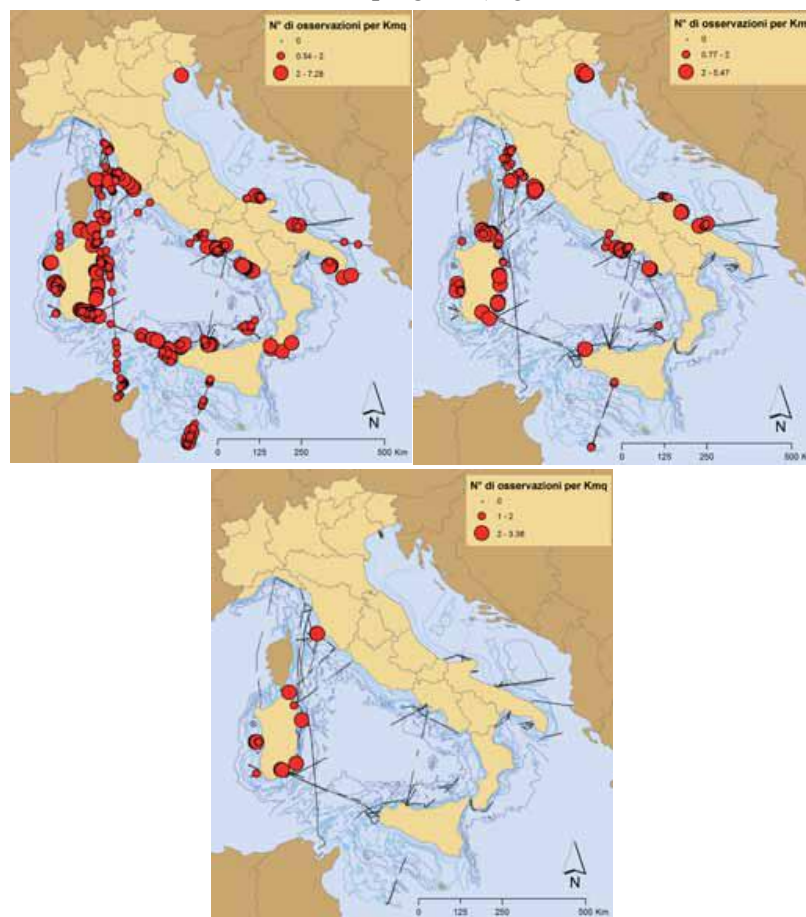 N° di osservazioni per Kmq
0
0.54 - 2
2 - 7.28
N
0 125 250 500 Km
N° di osservazioni per Km
0
0.77 - 2
2 - 5.47
N
0 125 250 500 Km
N° di osservazioni per Kmq
0
1 - 2
2 - 3.38
N
0 125 250 500 Km